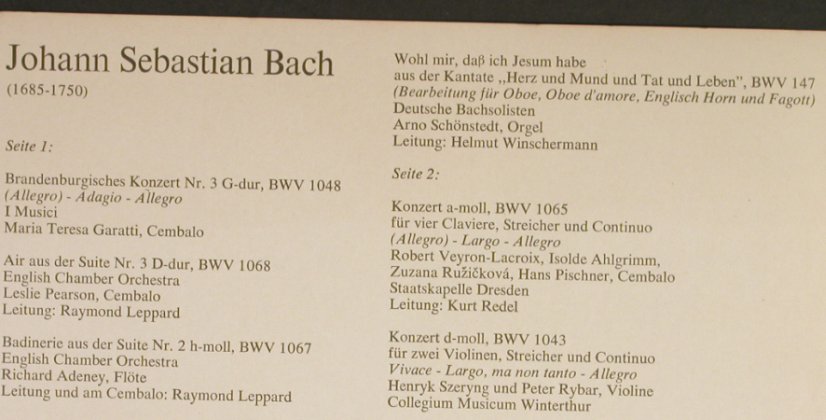 Johann Sebastian Bach
(1685-1750)
Seite 1:
Brandenburgisches Konzert Nr. 3 G-dur, BWV 1048
(Allegro) - Adagio - Allegro
I Musici
Maria Teresa Garatti, Cembalo
Air aus der Suite Nr. 3 D-dur, BWV 1068
English Chamber Orchestra
Leslie Pearson, Cembalo
Leitung: Raymond Leppard
Badinerie aus der Suite Nr. 2 h-moll, BWV 1067
English Chamber Orchestra
Richard Adeney, Flöte
Leitung und am Cembalo: Raymond Leppard
Wohl mir, daß ich Jesum habe
aus der Kantate ,,Herz und Mund und Tat und Leben”, BWV 147
(Bearbeitung für Oboe, Oboe d'amore, Englisch Horn und Fagott)
Deutsche Bachsolisten
Arno Schönstedt, Orgel
Leitung: Helmut Winschermann
Seite 2:
Konzert a-moll, BWV 1065
für vier Claviere, Streicher und Continuo
(Allegro) - Largo - Allegro
Robert Veyron-Lacroix, Isolde Ahlgrimm,
Zuzana Ružičková, Hans Pischner, Cembalo
Staatskapelle Dresden
Leitung: Kurt Redel
Konzert d-moll, BWV 1043
für zwei Violinen, Streicher und Continuo
Vivace - Largo, ma non tanto - Allegro
Henryk Szeryng und Peter Rybar, Violine
Collegium Musicum Winterthur